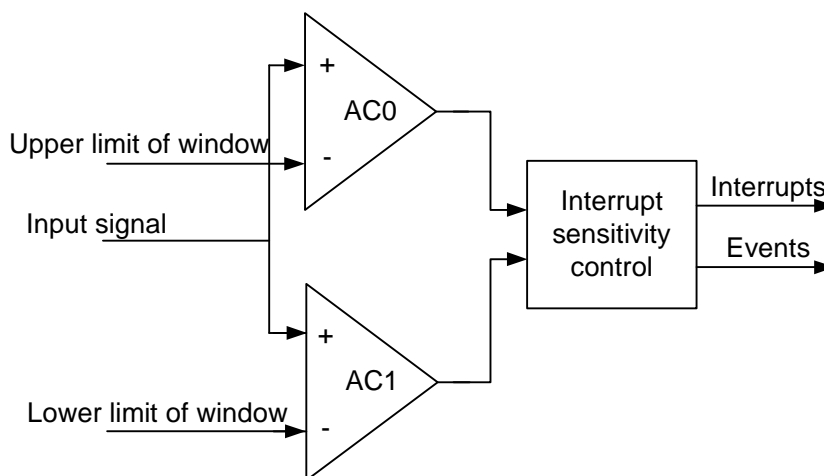 +
AC0
Upper limit of window
-
Input signal
Interrupt
sensitivity
control
Interrupts
Events
+
AC1
Lower limit of window
-